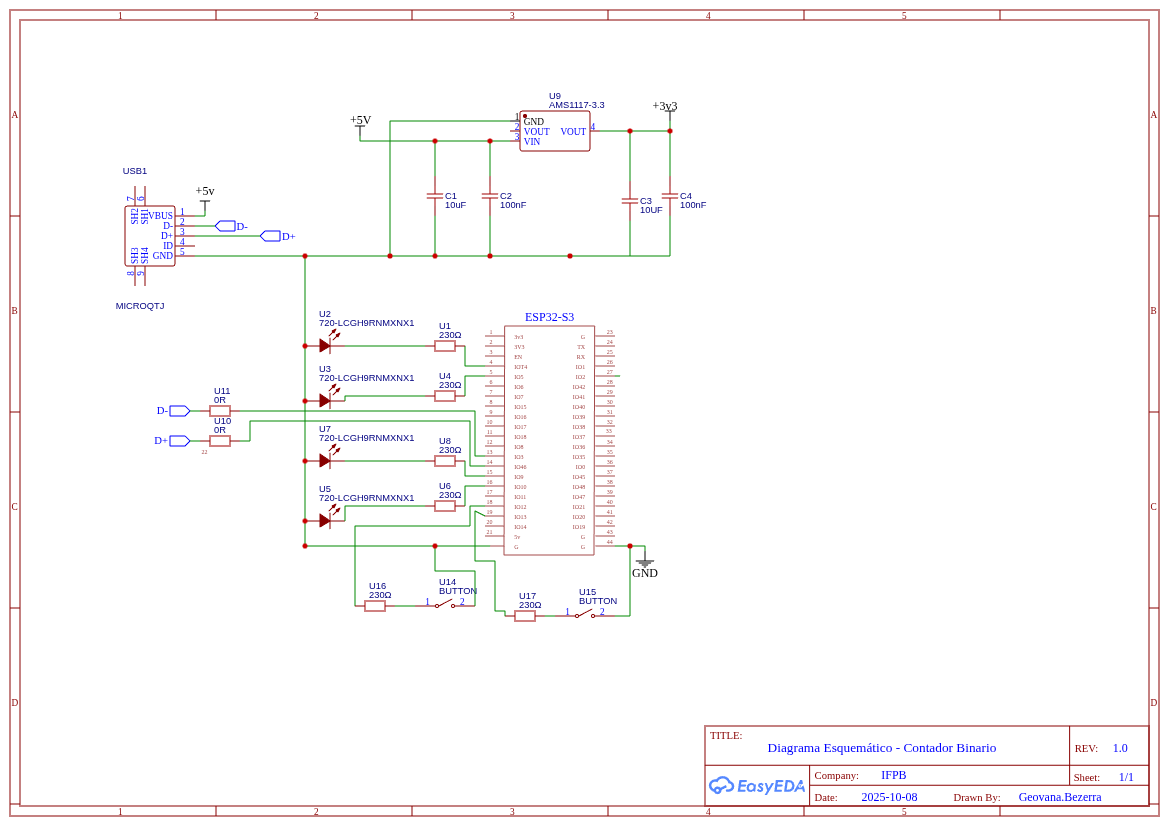 1 2 3 4 5
A A
U9
AMS1117-3.3
+5V
+3v3
1 GND
2 VOUT VOUT 4
3 VIN
USB1
+5v
7 6
SH2 SH1
VBUS 1
D- 2 D-
D+ 3 D+
ID 4
GND 5
SH3 SH4
8 9
MICROQTJ
C1
10uF
C2
100nF
C3
10UF
C4
100nF
B B
ESP32-S3
U2
720-LCGH9RNMXNX1
U1
230Ω
U3
720-LCGH9RNMXNX1
U4
230Ω
U11
0R
D-
U10
0R
D+
22
U7
720-LCGH9RNMXNX1
U8
230Ω
U5
720-LCGH9RNMXNX1
U6
230Ω
1 3v3 G 23
2 3V3 TX 24
3 EN RX 25
4 IOT4 IO1 26
5 IO5 IO2 27
6 IO6 IO42 28
7 IO7 IO41 29
8 IO15 IO40 30
9 IO16 IO39 31
10 IO17 IO38 32
11 IO18 IO37 33
12 IO8 IO36 34
13 IO3 IO35 35
14 IO46 IO0 36
15 IO9 IO45 37
16 IO10 IO48 38
17 IO11 IO47 39
18 IO12 IO21 40
19 IO13 IO20 41
20 IO14 IO19 42
21 5v G 43
G G 44
C C
GND
U16
230Ω
U14
BUTTON
1 2
U17
230Ω
U15
BUTTON
1 2
D D
TITLE:
Diagrama Esquemático - Contador Binario
REV: 1.0
EasyEDA
Company: IFPB
Sheet: 1/1
Date: 2025-10-08
Drawn By: Geovana.Bezerra
1 2 3 4 5